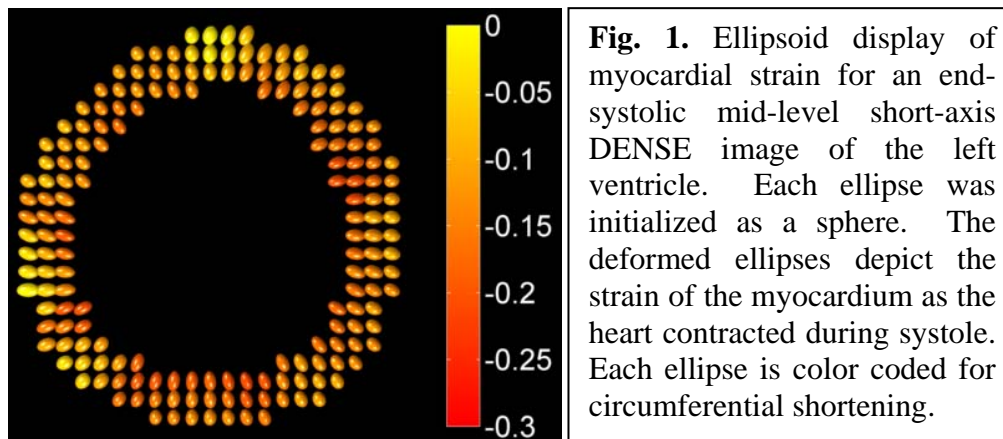 0
-0.05
-0.1
-0.15
-0.2
-0.25
-0.3
Fig. 1. Ellipsoid display of
myocardial strain for an end-
systolic mid-level short-axis
DENSE image of the left
ventricle. Each ellipse was
initialized as a sphere. The
deformed ellipses depict the
strain of the myocardium as the
heart contracted during systole.
Each ellipse is color coded for
circumferential shortening.